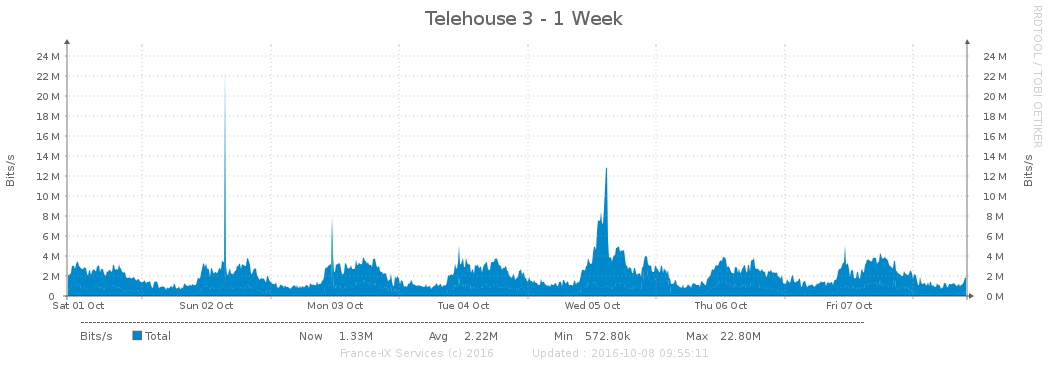 Telehouse 3 - 1 Week
RRDTOOL / TOBI OETIKER
Bits/s
24 M 24 M
22 M 22 M
20 M 20 M
18 M 18 M
16 M 16 M
14 M 14 M
12 M 12 M
10 M 10 M
8 M 8 M
6 M 6 M
4 M 4 M
2 M 2 M
0 0 M
Bits/s
Sat 01 Oct Sun 02 Oct Mon 03 Oct Tue 04 Oct Wed 05 Oct Thu 06 Oct Fri 07 Oct
Bits/s Total Now 1.33M Avg 2.22M Min 572.80k Max 22.80M
France-IX Services (c) 2016 Updated : 2016-10-08 09:55:11